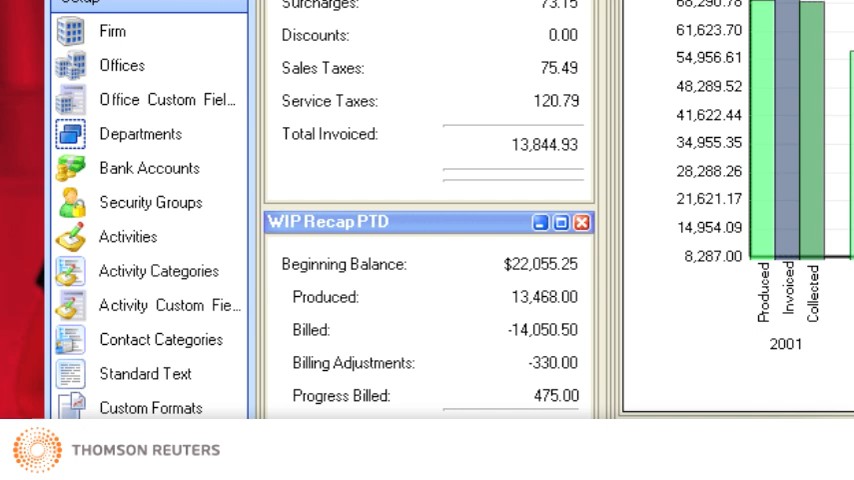 Setup
Firm
Offices
Office Custom Fiel...
Departments
Bank Accounts
Security Groups
Activities
Activity Categories
Activity Custom Fie...
Contact Categories
Standard Text
Custom Formats
Surcharges: 73.15
Discounts: 0.00
Sales Taxes: 75.49
Service Taxes: 120.79
Total Invoiced: 13,844.93
WIP Recap PTD
Beginning Balance: $22,055.25
Produced: 13,468.00
Billed: -14,050.50
Billing Adjustments: -330.00
Progress Billed: 475.00
68,290.78
61,623.70
54,956.61
48,289.52
41,622.44
34,955.35
28,288.26
21,621.17
14,954.09
8,287.00
Produced
Invoiced
Collected
2001
THOMSON REUTERS